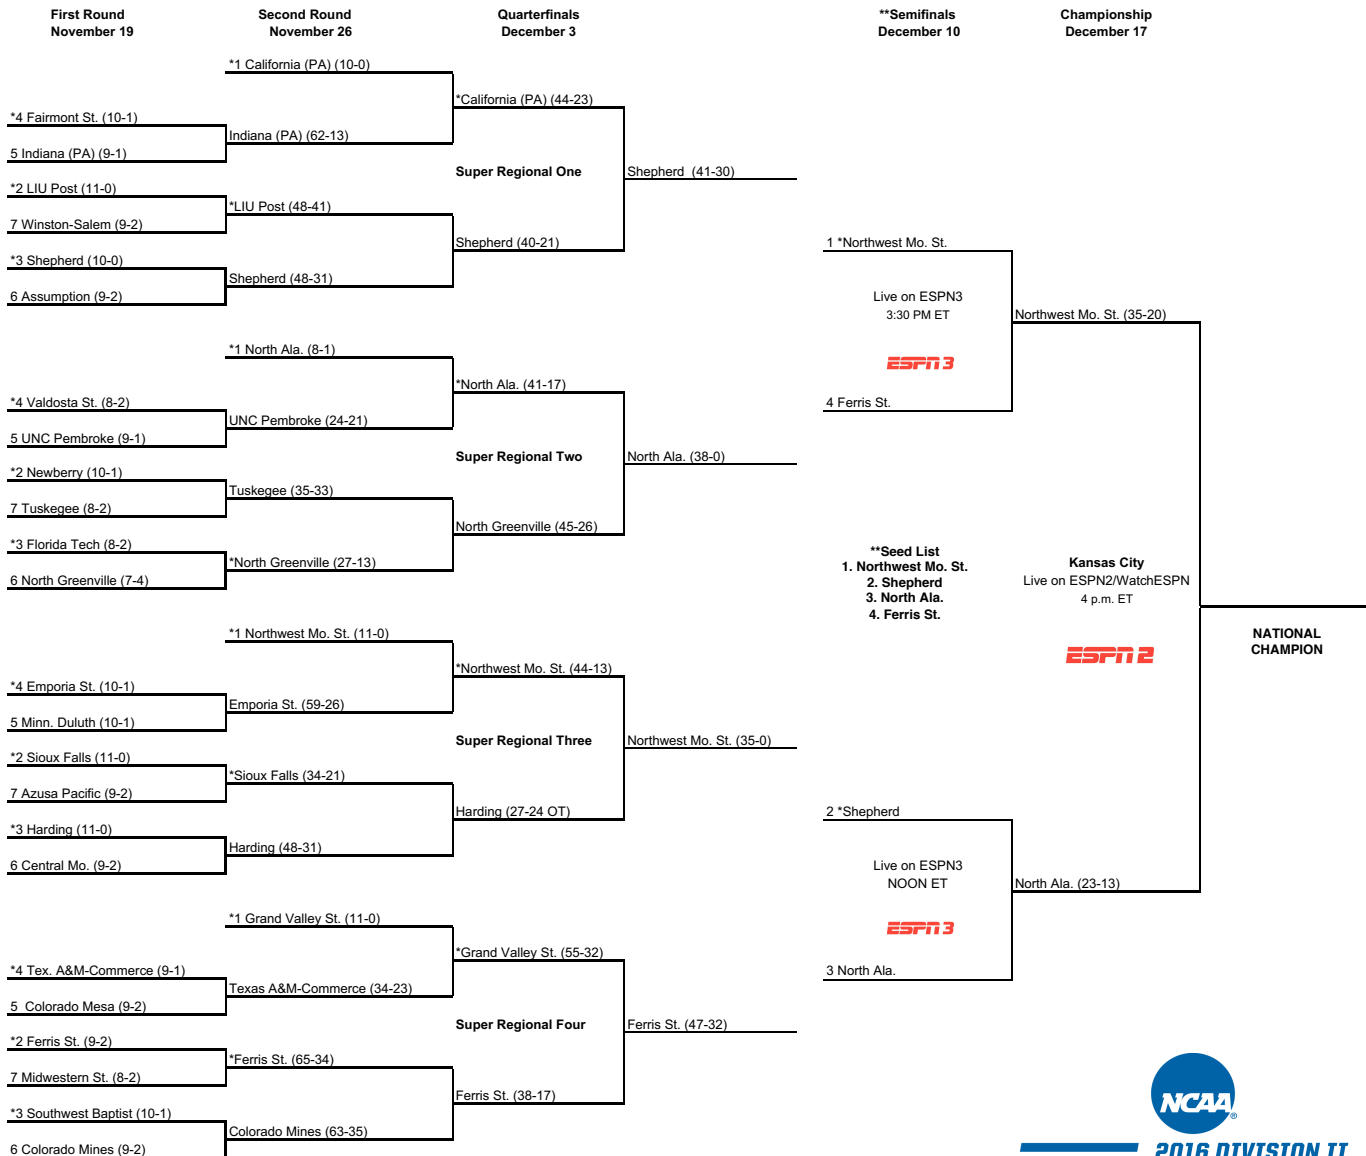 First Round
November 19
Second Round
November 26
Quarterfinals
December 3
**Semifinals
December 10
Championship
December 17
*1 California (PA) (10-0)
*California (PA) (44-23)
*4 Fairmont St. (10-1)
Indiana (PA) (62-13)
5 Indiana (PA) (9-1)
Super Regional One
Shepherd (41-30)
*2 LIU Post (11-0)
*LIU Post (48-41)
7 Winston-Salem (9-2)
Shepherd (40-21)
*3 Shepherd (10-0)
Shepherd (48-31)
6 Assumption (9-2)
1 *Northwest Mo. St.
Live on ESPN3
3:30 PM ET
Northwest Mo. St. (35-20)
ESPN 3
4 Ferris St.
*1 North Ala. (8-1)
*North Ala. (41-17)
*4 Valdosta St. (8-2)
UNC Pembroke (24-21)
5 UNC Pembroke (9-1)
Super Regional Two
North Ala. (38-0)
*2 Newberry (10-1)
Tuskegee (35-33)
7 Tuskegee (8-2)
North Greenville (45-26)
*3 Florida Tech (8-2)
*North Greenville (27-13)
6 North Greenville (7-4)
**Seed List
1. Northwest Mo. St.
2. Shepherd
3. North Ala.
4. Ferris St.
Kansas City
Live on ESPN2/WatchESPN
4 p.m. ET
ESPN 2
NATIONAL
CHAMPION
*1 Northwest Mo. St. (11-0)
*Northwest Mo. St. (44-13)
*4 Emporia St. (10-1)
Emporia St. (59-26)
5 Minn. Duluth (10-1)
Super Regional Three
Northwest Mo. St. (35-0)
*2 Sioux Falls (11-0)
*Sioux Falls (34-21)
7 Azusa Pacific (9-2)
Harding (27-24 OT)
*3 Harding (11-0)
Harding (48-31)
6 Central Mo. (9-2)
2 *Shepherd
Live on ESPN3
NOON ET
North Ala. (23-13)
ESPN 3
3 North Ala.
*1 Grand Valley St. (11-0)
*Grand Valley St. (55-32)
*4 Tex. A&M-Commerce (9-1)
Texas A&M-Commerce (34-23)
5 Colorado Mesa (9-2)
Super Regional Four
Ferris St. (47-32)
*2 Ferris St. (9-2)
*Ferris St. (65-34)
7 Midwestern St. (8-2)
Ferris St. (38-17)
*3 Southwest Baptist (10-1)
Colorado Mines (63-35)
6 Colorado Mines (9-2)
NCAA®
2016 DIVISION II